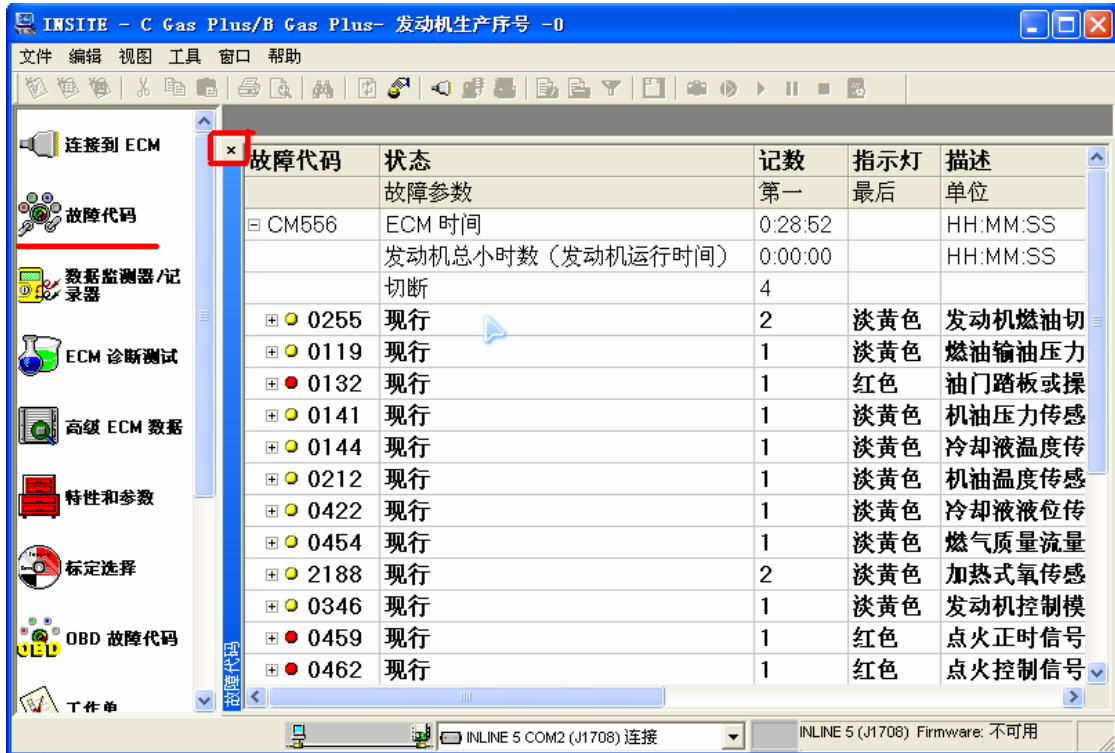 INSITE - C Gas Plus/B Gas Plus- 发动机生产序号 -0
文件 编辑 视图 工具 窗口 帮助
连接到 ECM
故障代码
数据监测器/记
录器
ECM 诊断测试
高级 ECM 数据
特性和参数
标定选择
OBD 故障代码
工作单
故障代码
故障代码 状态 记数 指示灯 描述
故障参数 第一 最后 单位
CM556 ECM 时间 0:28:52 HH:MM:SS
发动机总小时数（发动机运行时间） 0:00:00 HH:MM:SS
切断 4
0255 现行 2 淡黄色 发动机燃油切
0119 现行 1 淡黄色 燃油输油压力
0132 现行 1 红色 油门踏板或操
0141 现行 1 淡黄色 机油压力传感
0144 现行 1 淡黄色 冷却液温度传
0212 现行 1 淡黄色 机油温度传感
0422 现行 1 淡黄色 冷却液液位传
0454 现行 1 淡黄色 燃气质量流量
2188 现行 2 淡黄色 加热式氧传感
0346 现行 1 淡黄色 发动机控制模
0459 现行 1 红色 点火正时信号
0462 现行 1 红色 点火控制信号
INLINE 5 COM2 (J1708) 连接
INLINE 5 (J1708) Firmware: 不可用